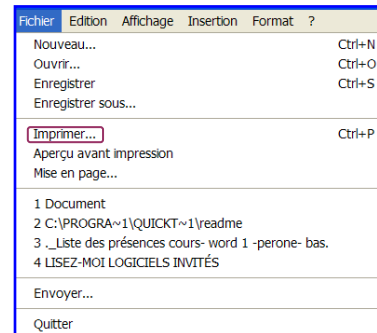 Fichier Edition Affichage Insertion Format ?
Nouveau... Ctrl+N
Ouvrir... Ctrl+O
Enregistrer Ctrl+S
Enregistrer sous...
Imprimer... Ctrl+P
Aperçu avant impression
Mise en page...
1 Document
2 C:\PROGRA~1\QUICKT~1\readme
3 ._Liste des présences cours- word 1 -perone- bas.
4 LISEZ-MOI LOGICIELS INVITÉS
Envoyer...
Quitter